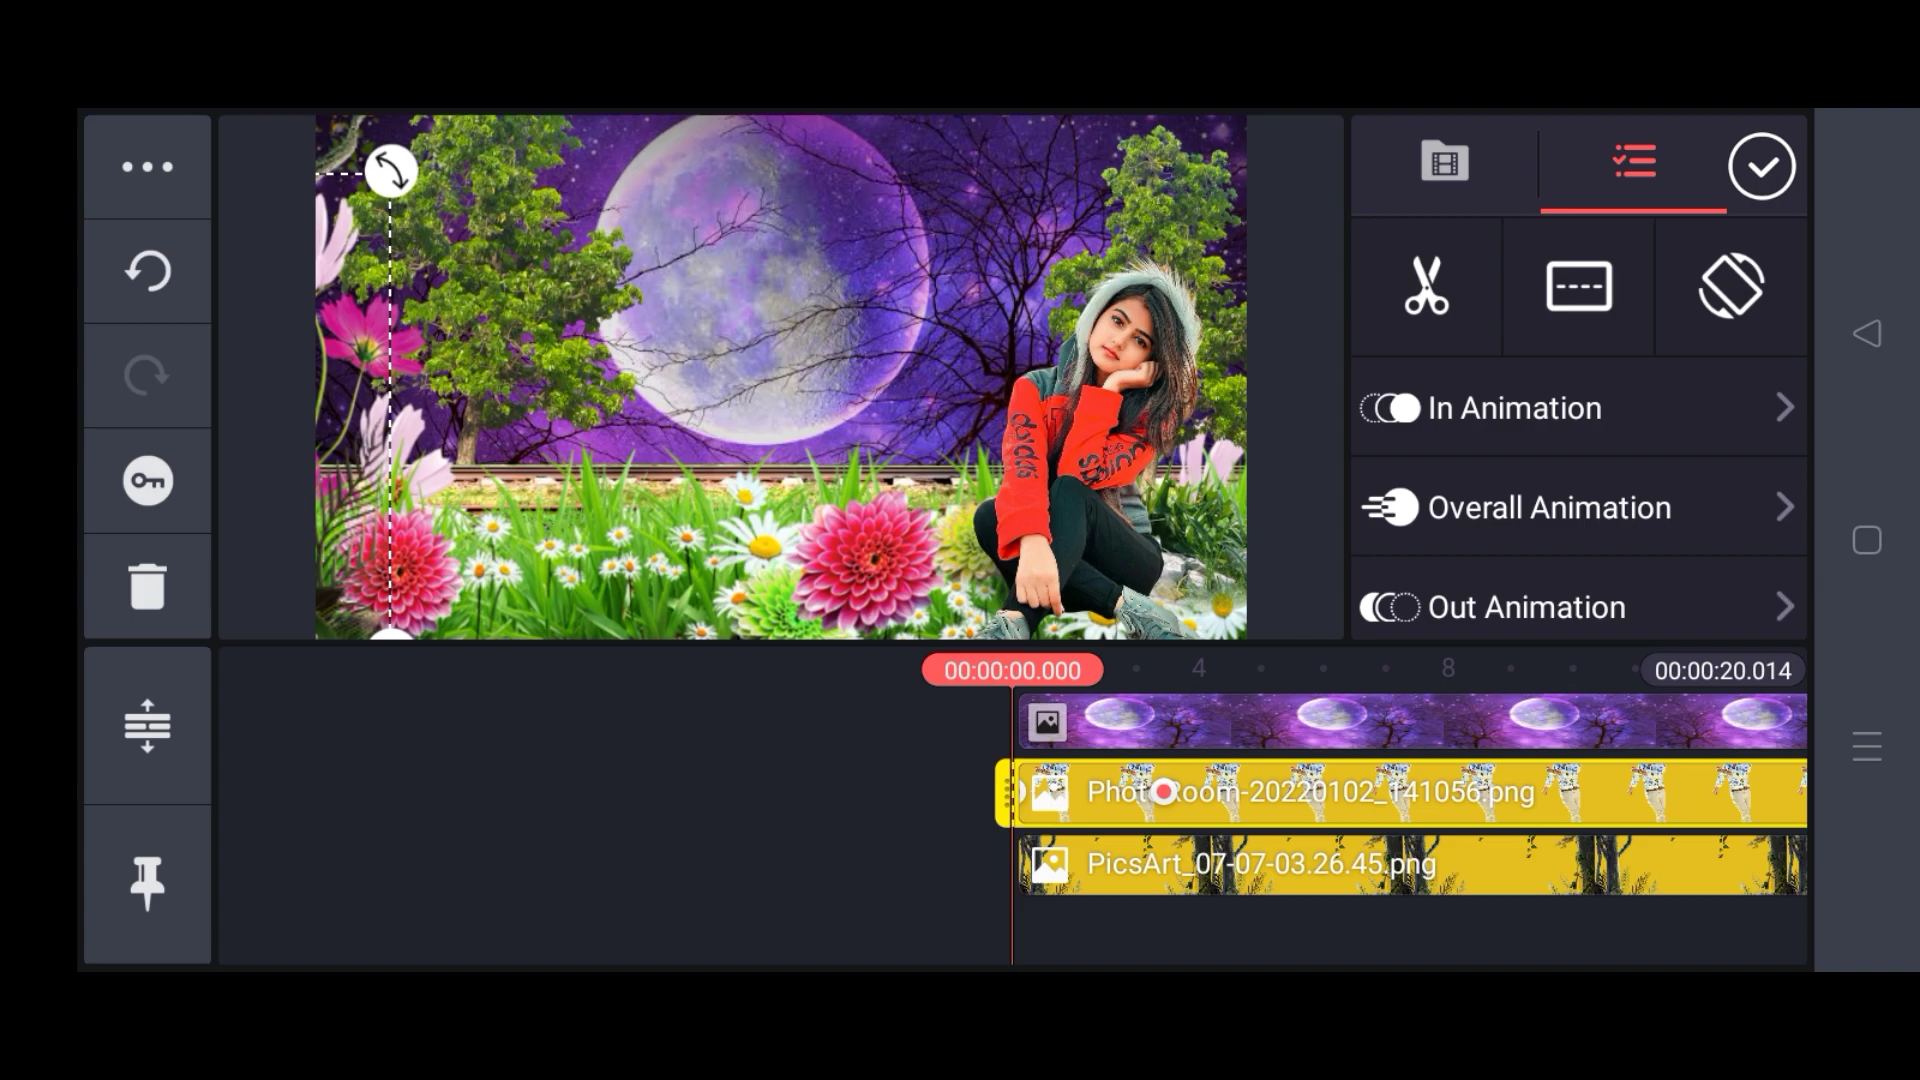 In Animation
Overall Animation
Out Animation
00:00:00.000
4
8
00:00:20.014
PhotoRoom-20220102_141056.png
PicsArt_07-07-03.26.45.png